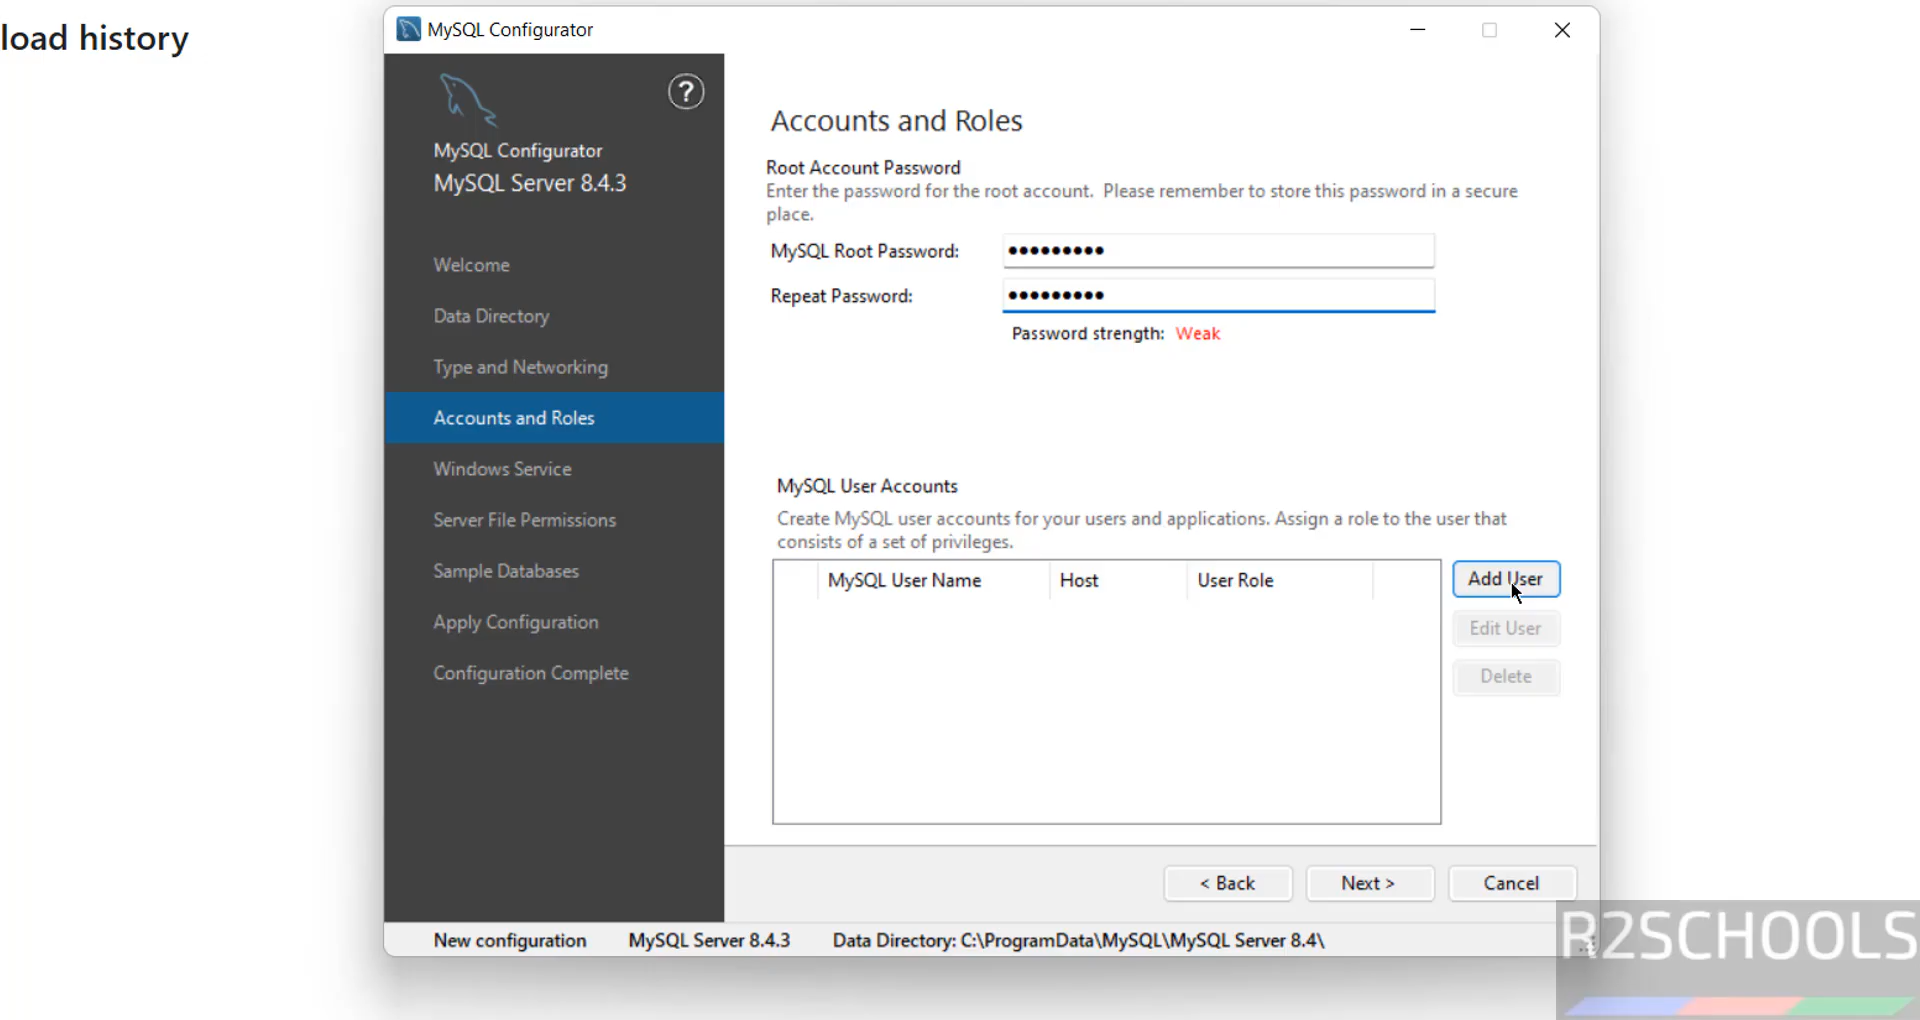 load history
MySQL Configurator
?
MySQL Configurator
MySQL Server 8.4.3
Welcome
Data Directory
Type and Networking
Accounts and Roles
Windows Service
Server File Permissions
Sample Databases
Apply Configuration
Configuration Complete
Accounts and Roles
Root Account Password
Enter the password for the root account.  Please remember to store this password in a secure
place.
MySQL Root Password: ●●●●●●●●●
Repeat Password: ●●●●●●●●●
Password strength: Weak
MySQL User Accounts
Create MySQL user accounts for your users and applications. Assign a role to the user that
consists of a set of privileges.
MySQL User Name Host User Role
Add User
Edit User
Delete
< Back Next > Cancel
New configuration MySQL Server 8.4.3 Data Directory: C:\ProgramData\MySQL\MySQL Server 8.4\
R2SCHOOLS